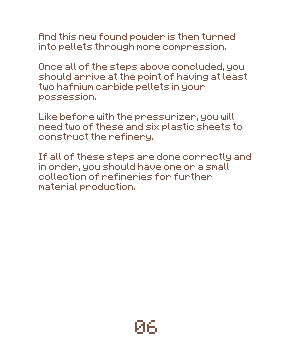 And this new found powder is then turned
into pellets through more compression.
Once all of the steps above concluded, you
should arrive at the point of having at least
two hafnium carbide pellets in your
possession.
Like before with the pressurizer, you will
need two of these and six plastic sheets to
construct the refinery.
If all of these steps are done correctly and
in order, you should have one or a small
collection of refineries for further
material production.
06